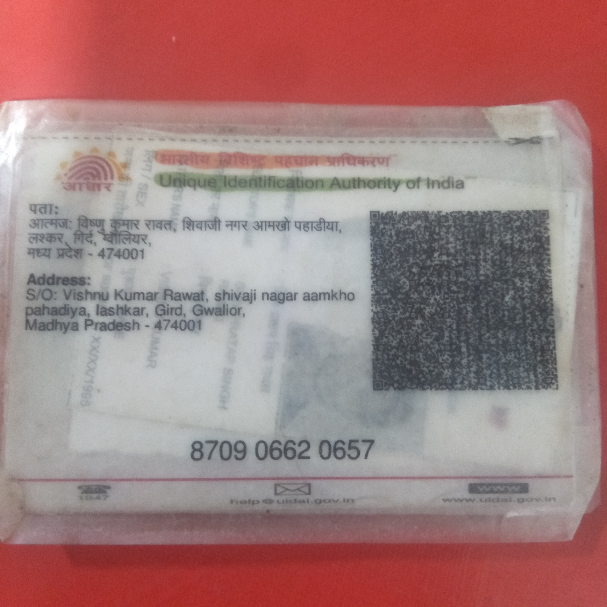 भारतीय विशिष्ट पहचान प्राधिकरण
आधार
Unique Identification Authority of India
पता:
आत्मज: विष्णु कुमार रावत, शिवाजी नगर आमखो पहाडीया,
लश्कर, गिर्द, ग्वालियर,
मध्य प्रदेश - 474001
Address:
S/O: Vishnu Kumar Rawat, shivaji nagar aamkho
pahadiya, lashkar, Gird, Gwalior,
Madhya Pradesh - 474001
8709 0662 0657
1947
help@uidai.gov.in
www
www.uidai.gov.in